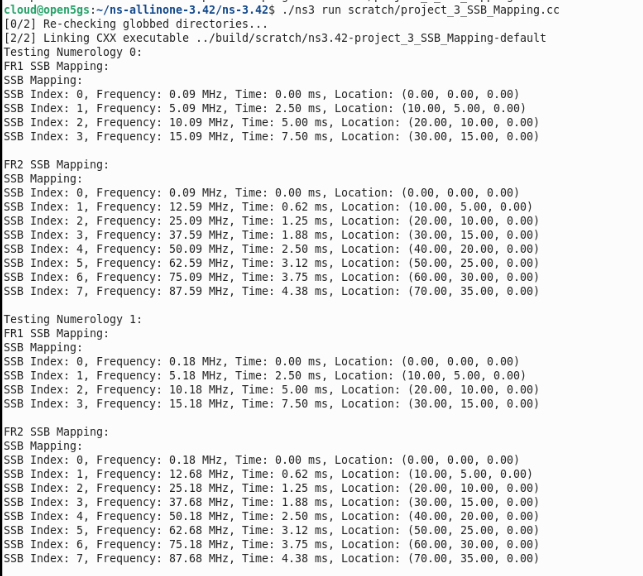 cloud@open5gs:~/ns-allinone-3.42/ns-3.42$ ./ns3 run scratch/project_3_SSB_Mapping.cc
[0/2] Re-checking globbed directories...
[2/2] Linking CXX executable ../build/scratch/ns3.42-project_3_SSB_Mapping-default
Testing Numerology 0:
FR1 SSB Mapping:
SSB Mapping:
SSB Index: 0, Frequency: 0.09 MHz, Time: 0.00 ms, Location: (0.00, 0.00, 0.00)
SSB Index: 1, Frequency: 5.09 MHz, Time: 2.50 ms, Location: (10.00, 5.00, 0.00)
SSB Index: 2, Frequency: 10.09 MHz, Time: 5.00 ms, Location: (20.00, 10.00, 0.00)
SSB Index: 3, Frequency: 15.09 MHz, Time: 7.50 ms, Location: (30.00, 15.00, 0.00)
FR2 SSB Mapping:
SSB Mapping:
SSB Index: 0, Frequency: 0.09 MHz, Time: 0.00 ms, Location: (0.00, 0.00, 0.00)
SSB Index: 1, Frequency: 12.59 MHz, Time: 0.62 ms, Location: (10.00, 5.00, 0.00)
SSB Index: 2, Frequency: 25.09 MHz, Time: 1.25 ms, Location: (20.00, 10.00, 0.00)
SSB Index: 3, Frequency: 37.59 MHz, Time: 1.88 ms, Location: (30.00, 15.00, 0.00)
SSB Index: 4, Frequency: 50.09 MHz, Time: 2.50 ms, Location: (40.00, 20.00, 0.00)
SSB Index: 5, Frequency: 62.59 MHz, Time: 3.12 ms, Location: (50.00, 25.00, 0.00)
SSB Index: 6, Frequency: 75.09 MHz, Time: 3.75 ms, Location: (60.00, 30.00, 0.00)
SSB Index: 7, Frequency: 87.59 MHz, Time: 4.38 ms, Location: (70.00, 35.00, 0.00)
Testing Numerology 1:
FR1 SSB Mapping:
SSB Mapping:
SSB Index: 0, Frequency: 0.18 MHz, Time: 0.00 ms, Location: (0.00, 0.00, 0.00)
SSB Index: 1, Frequency: 5.18 MHz, Time: 2.50 ms, Location: (10.00, 5.00, 0.00)
SSB Index: 2, Frequency: 10.18 MHz, Time: 5.00 ms, Location: (20.00, 10.00, 0.00)
SSB Index: 3, Frequency: 15.18 MHz, Time: 7.50 ms, Location: (30.00, 15.00, 0.00)
FR2 SSB Mapping:
SSB Mapping:
SSB Index: 0, Frequency: 0.18 MHz, Time: 0.00 ms, Location: (0.00, 0.00, 0.00)
SSB Index: 1, Frequency: 12.68 MHz, Time: 0.62 ms, Location: (10.00, 5.00, 0.00)
SSB Index: 2, Frequency: 25.18 MHz, Time: 1.25 ms, Location: (20.00, 10.00, 0.00)
SSB Index: 3, Frequency: 37.68 MHz, Time: 1.88 ms, Location: (30.00, 15.00, 0.00)
SSB Index: 4, Frequency: 50.18 MHz, Time: 2.50 ms, Location: (40.00, 20.00, 0.00)
SSB Index: 5, Frequency: 62.68 MHz, Time: 3.12 ms, Location: (50.00, 25.00, 0.00)
SSB Index: 6, Frequency: 75.18 MHz, Time: 3.75 ms, Location: (60.00, 30.00, 0.00)
SSB Index: 7, Frequency: 87.68 MHz, Time: 4.38 ms, Location: (70.00, 35.00, 0.00)